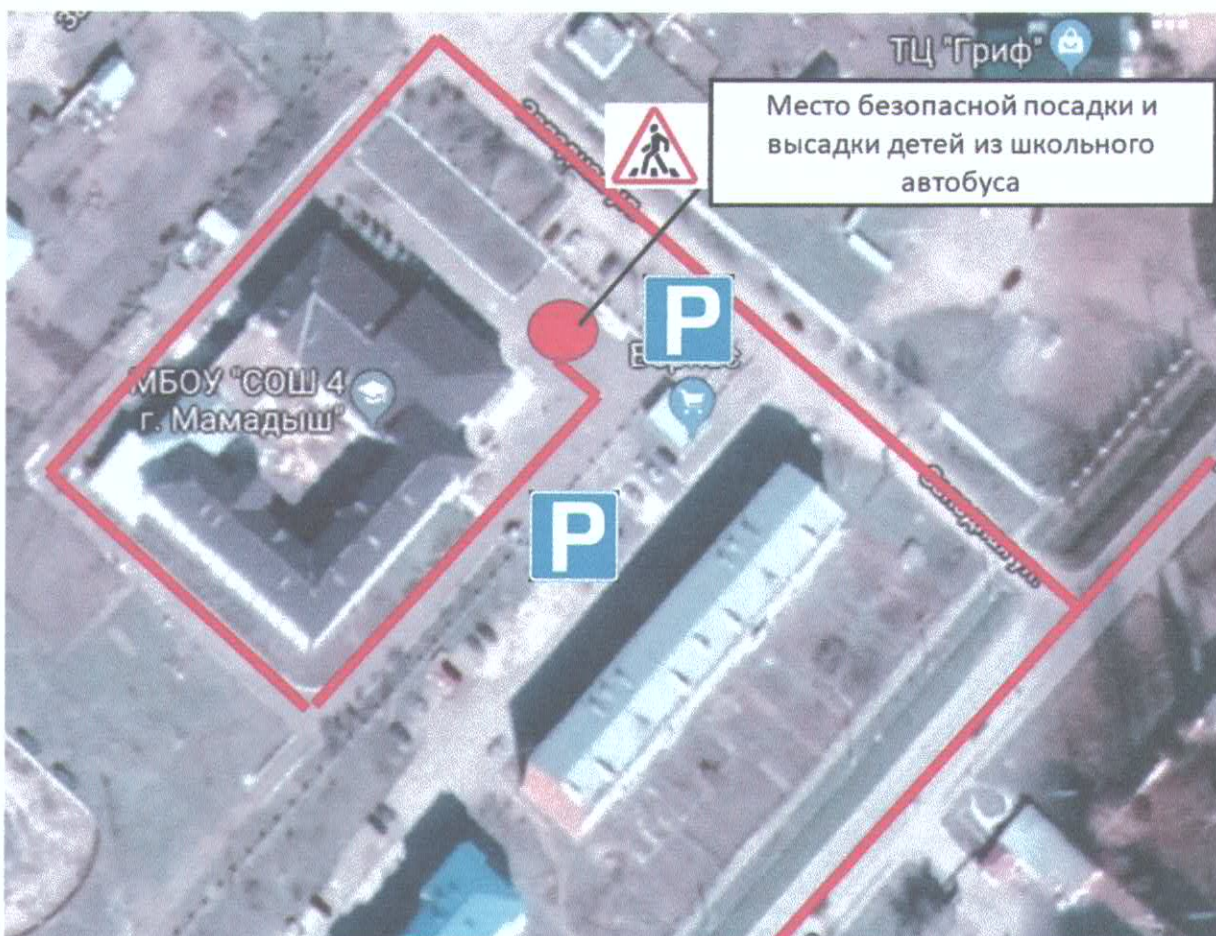 ТЦ "Гриф"
Место безопасной посадки и
высадки детей из школьного
автобуса
P
МБОУ "СОШ 4
г. Мамадыш"
P